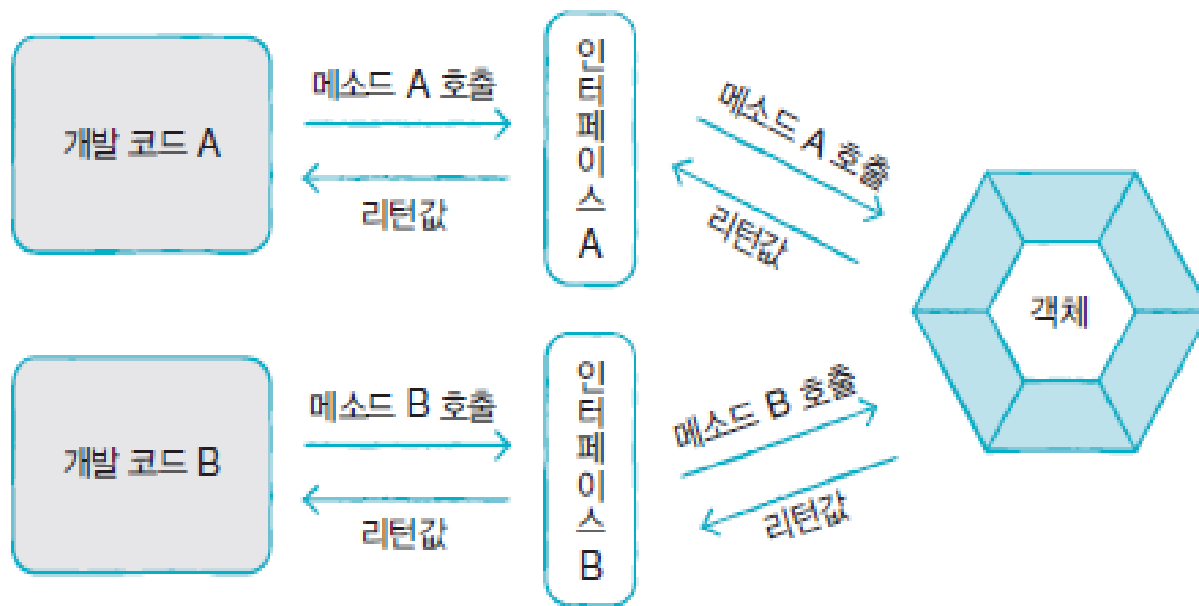 개발 코드 A
메소드 A 호출
리턴값
인터페이스 A
메소드 A 호출
리턴값
객체
개발 코드 B
메소드 B 호출
리턴값
인터페이스 B
메소드 B 호출
리턴값